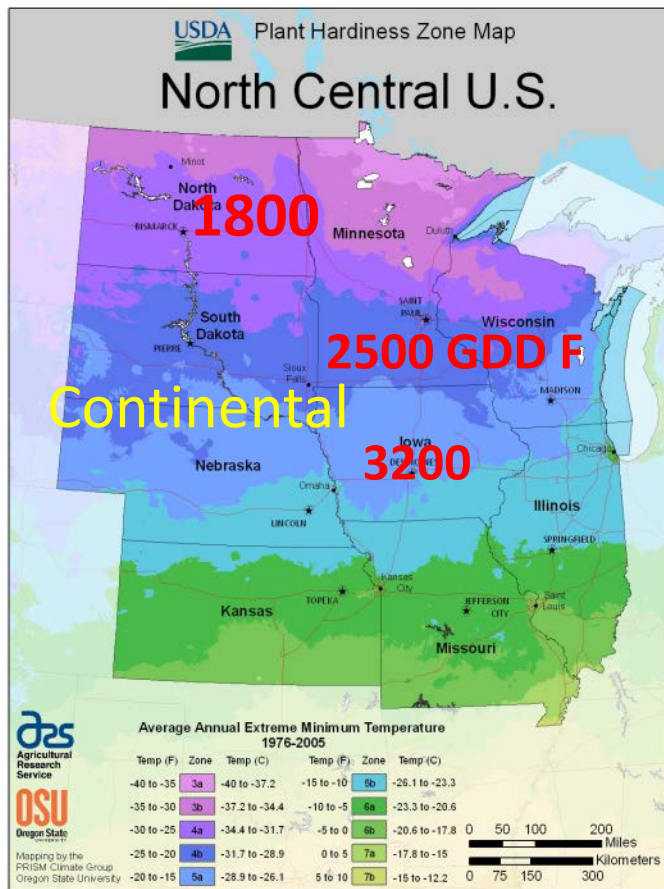 USDA Plant Hardiness Zone Map
North Central U.S.
Minot
North
Dakota
1800
BISMARCK
Minnesota
Duluth
South
Dakota
SAINT
PAUL
Wisconsin
PIERRE
2500 GDD F
Sioux
Falls
MADISON
Continental
Iowa
3200
Chicago
Nebraska
Omaha
Illinois
LINCOLN
SPRINGFIELD
Kansas
City
TOPEKA
JEFFERSON
CITY
Saint
Louis
Kansas
Missouri
Average Annual Extreme Minimum Temperature
1976-2005
Temp (F) Zone Temp (C) Temp (F) Zone Temp (C)
-40 to -35 3a -40 to -37.2 -15 to -10 5b -26.1 to -23.3
-35 to -30 3b -37.2 to -34.4 -10 to -5 6a -23.3 to -20.6
-30 to -25 4a -34.4 to -31.7 -5 to 0 6b -20.6 to -17.8
-25 to -20 4b -31.7 to -28.9 0 to 5 7a -17.8 to -15
-20 to -15 5a -28.9 to -26.1 5 to 10 7b -15 to -12.2
ars
Agricultural
Research
Service
OSU
Oregon State
UNIVERSITY
Mapping by the
PRISM Climate Group
Oregon State University
0 50 100 200
Miles
Kilometers
0 75 150 300